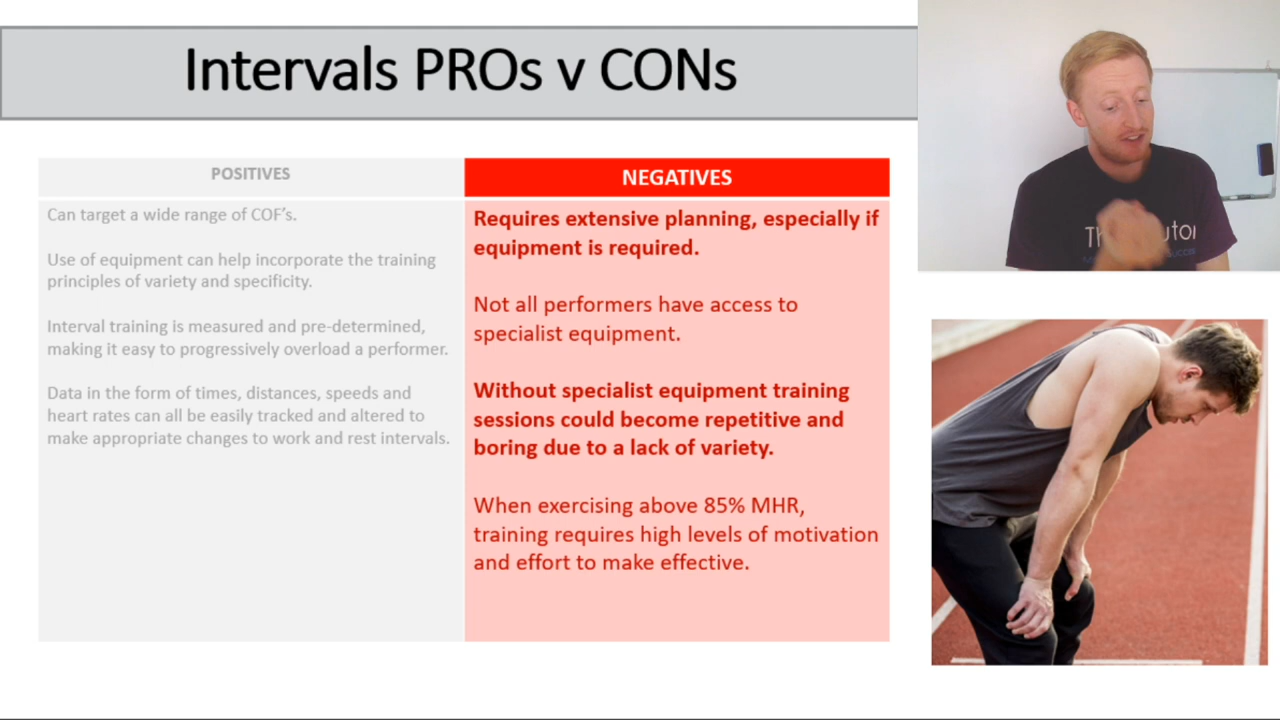 Intervals PROs v CONs
POSITIVES
Can target a wide range of COF’s.
Use of equipment can help incorporate the training
principles of variety and specificity.
Interval training is measured and pre-determined,
making it easy to progressively overload a performer.
Data in the form of times, distances, speeds and
heart rates can all be easily tracked and altered to
make appropriate changes to work and rest intervals.
NEGATIVES
Requires extensive planning, especially if
equipment is required.
Not all performers have access to
specialist equipment.
Without specialist equipment training
sessions could become repetitive and
boring due to a lack of variety.
When exercising above 85% MHR,
training requires high levels of motivation
and effort to make effective.